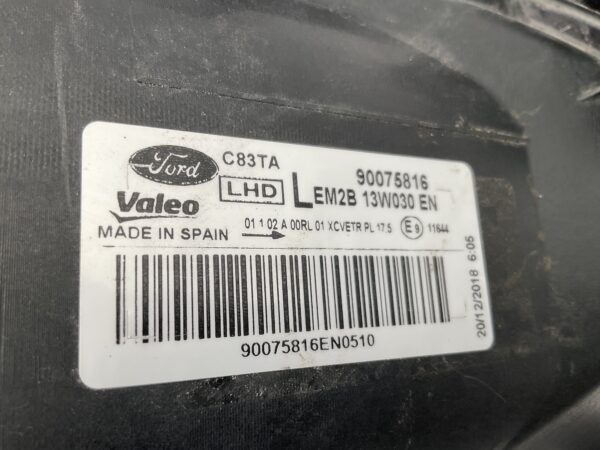 Ford C83TA 90075816
Valeo LHD LEM2B 13W030 EN
MADE IN SPAIN 01 1 02 A 00RL 01 XCVETR PL 17.5 E9 11644
20/12/2018 6:05
90075816EN0510